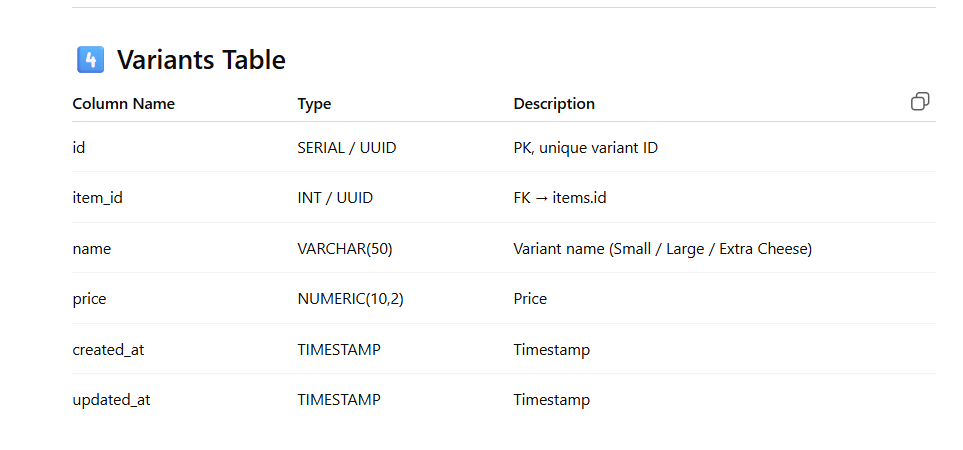 4 Variants Table
Column Name Type Description
id SERIAL / UUID PK, unique variant ID
item_id INT / UUID FK → items.id
name VARCHAR(50) Variant name (Small / Large / Extra Cheese)
price NUMERIC(10,2) Price
created_at TIMESTAMP Timestamp
updated_at TIMESTAMP Timestamp